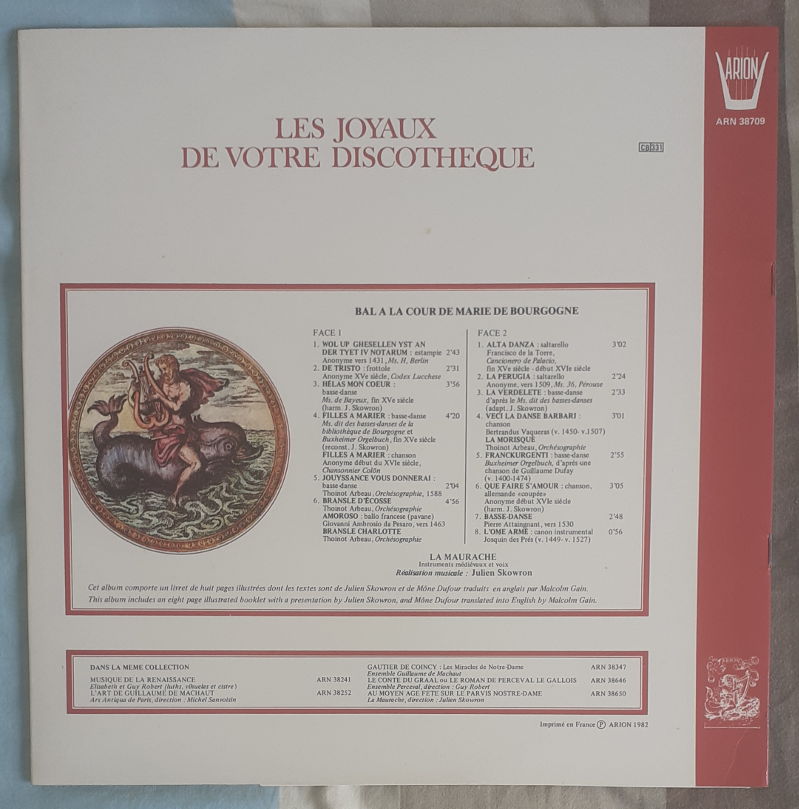 ARION
ARN 38709
LES JOYAUX
DE VOTRE DISCOTHEQUE
CB 331
BAL A LA COUR DE MARIE DE BOURGOGNE
FACE 1
1. WOL UP GHESELLEN YST AN
DER TYET IV NOTARUM : estampie 2'43
Anonyme vers 1431, Ms. H, Berlin
2. DE TRISTO : frottole 2'31
Anonyme XVe siècle, Codex Lucchese
3. HÉLAS MON COEUR : 3'56
basse-danse
Ms. de Bayeux, fin XVe siècle
(harm. J. Skowron)
4. FILLES A MARIER : basse-danse 4'20
Ms. dit des basses-danses de la
bibliothèque de Bourgogne et
Buxheimer Orgelbuch, fin XVe siècle
(reconst. J. Skowron)
FILLES A MARIER : chanson
Anonyme début du XVIe siècle,
Chansonnier Colón
5. JOUYSSANCE VOUS DONNERAI :
basse-danse 2'04
Thoinot Arbeau, Orchésographie, 1588
6. BRANSLE D'ÉCOSSE 4'56
Thoinot Arbeau, Orchésographie
AMOROSO : ballo francese (pavane)
Giovanni Ambrosio da Pesaro, vers 1463
BRANSLE CHARLOTTE
Thoinot Arbeau, Orchésographie
FACE 2
1. ALTA DANZA : saltarello 3'02
Francisco de la Torre,
Cancionero de Palacio,
fin XVe siècle - début XVIe siècle
2. LA PERUGIA : saltarello 2'24
Anonyme, vers 1509, Ms. J6, Pérouse
3. LA VERDELETE : basse-danse 2'33
d'après le Ms. dit des basses-danses
(adapt. J. Skowron)
4. VECI LA DANSE BARBARI : 3'01
chanson
Bertrandus Vaqueras (v. 1450- v.1507)
LA MORISQUE
Thoinot Arbeau, Orchésographie
5. FRANCKURGENTI : basse-danse 2'55
Buxheimer Orgelbuch, d'après une
chanson de Guillaume Dufay
(v. 1400-1474)
6. QUE FAIRE S'AMOUR : chanson, 3'05
allemande «coupée»
Anonyme début XVIe siècle
(harm. J. Skowron)
7. BASSE-DANSE 2'48
Pierre Attaingnant, vers 1530
8. L'OME ARMÉ : canon instrumental 0'56
Josquin des Prés (v. 1449- v. 1527)
LA MAURACHE
Instruments médiévaux et voix
Réalisation musicale : Julien Skowron
Cet album comporte un livret de huit pages illustrées dont les textes sont de Julien Skowron et de Mône Dufour traduits en anglais par Malcolm Gain.
This album includes an eight page illustrated booklet with a presentation by Julien Skowron, and Mône Dufour translated into English by Malcolm Gain.
DANS LA MEME COLLECTION
MUSIQUE DE LA RENAISSANCE ARN 38241
Elisabeth et Guy Robert (luths, vihueles et cistre)
L'ART DE GUILLAUME DE MACHAUT ARN 38252
Ars Antiqua de Paris, direction : Michel Sanvoisin
GAUTIER DE COINCY : Les Miracles de Notre-Dame ARN 38347
Ensemble Guillaume de Machaut
LE CONTE DU GRAAL ou LE ROMAN DE PERCEVAL LE GALLOIS ARN 38646
Ensemble Perceval, direction : Guy Robert
AU MOYEN AGE FETE SUR LE PARVIS NOSTRE-DAME ARN 38650
La Maurache, direction : Julien Skowron
Imprimé en France Ⓟ ARION 1982
ARION